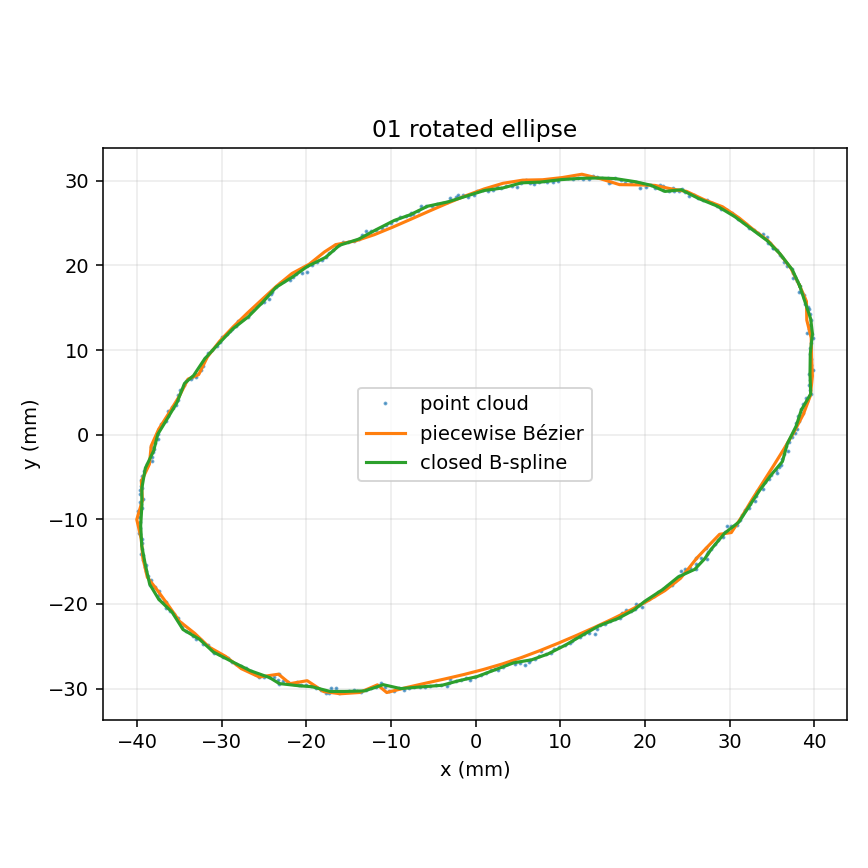 01 rotated ellipse
30
20
10
0
−10
−20
−30
y (mm)
point cloud
piecewise Bézier
closed B-spline
−40 −30 −20 −10 0 10 20 30 40
x (mm)